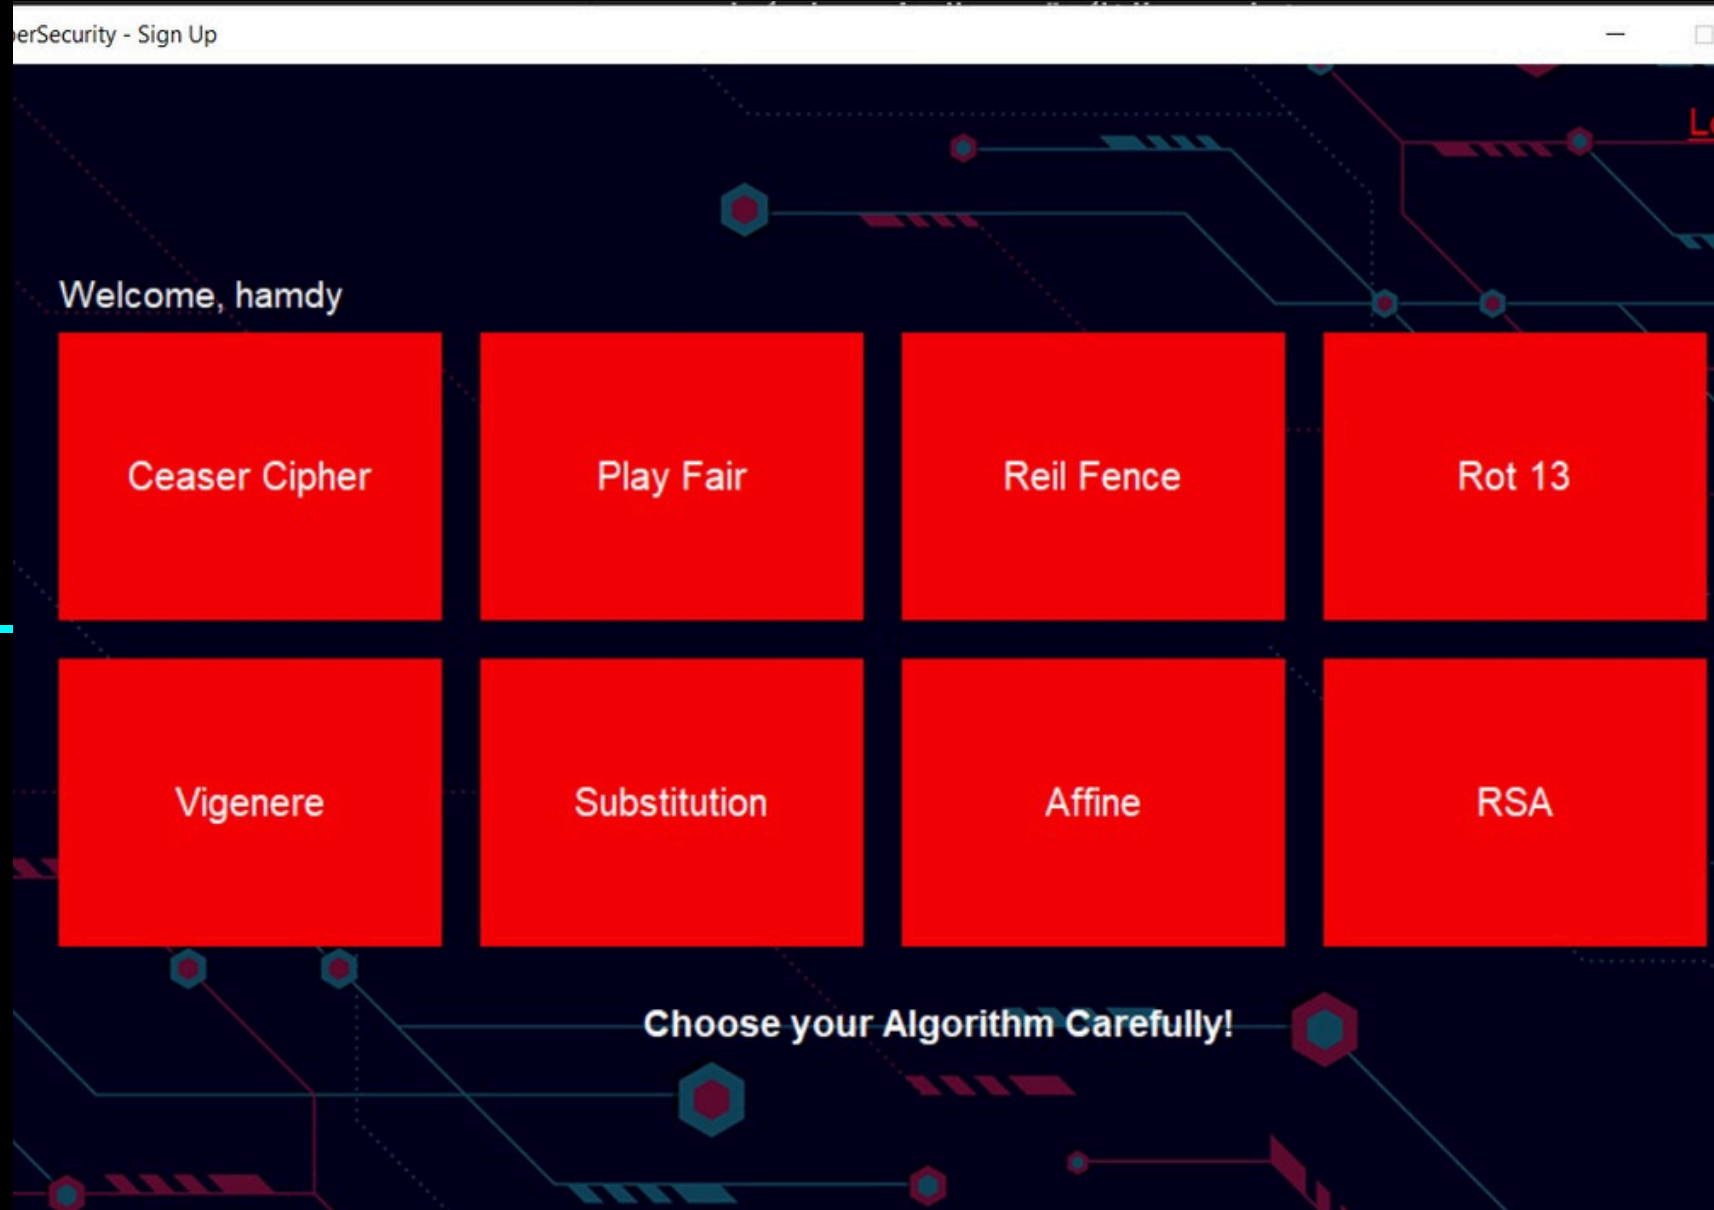 erSecurity - Sign Up
Welcome, hamdy
Ceaser Cipher
Play Fair
Reil Fence
Rot 13
Vigenere
Substitution
Affine
RSA
Choose your Algorithm Carefully!